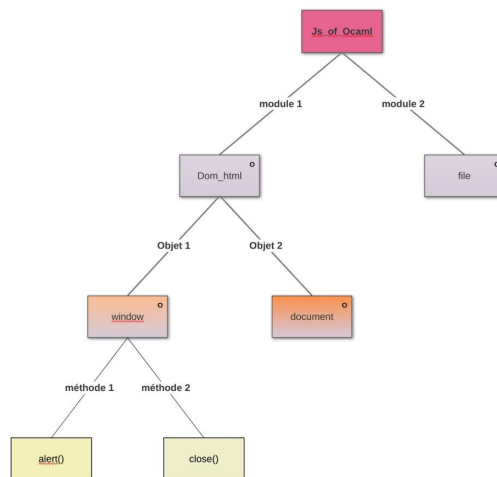 Js_of_Ocaml
module 1
module 2
o
Dom_html
o
file
Objet 1
Objet 2
o
window
o
document
méthode 1
méthode 2
alert()
close()